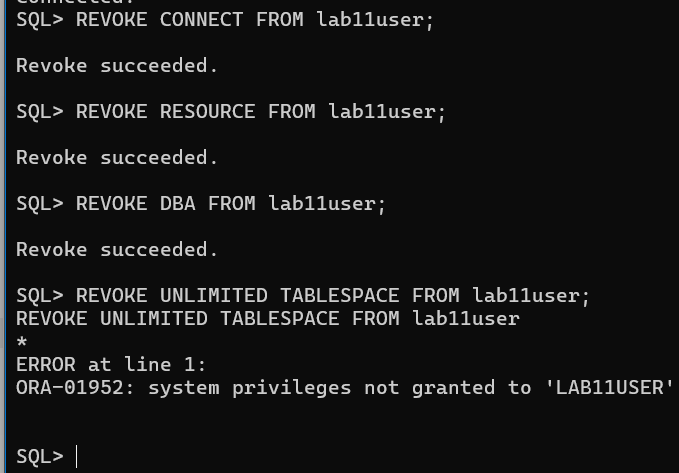 connected.
SQL> REVOKE CONNECT FROM lab11user;
Revoke succeeded.
SQL> REVOKE RESOURCE FROM lab11user;
Revoke succeeded.
SQL> REVOKE DBA FROM lab11user;
Revoke succeeded.
SQL> REVOKE UNLIMITED TABLESPACE FROM lab11user;
REVOKE UNLIMITED TABLESPACE FROM lab11user
*
ERROR at line 1:
ORA-01952: system privileges not granted to 'LAB11USER'
SQL>